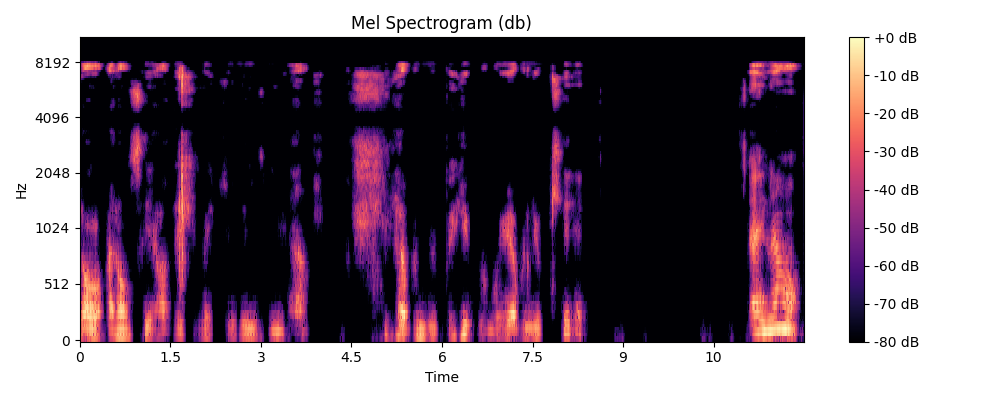 Mel Spectrogram (db)
Hz
8192
4096
2048
1024
512
0
0 1.5 3 4.5 6 7.5 9 10
Time
+0 dB
-10 dB
-20 dB
-30 dB
-40 dB
-50 dB
-60 dB
-70 dB
-80 dB